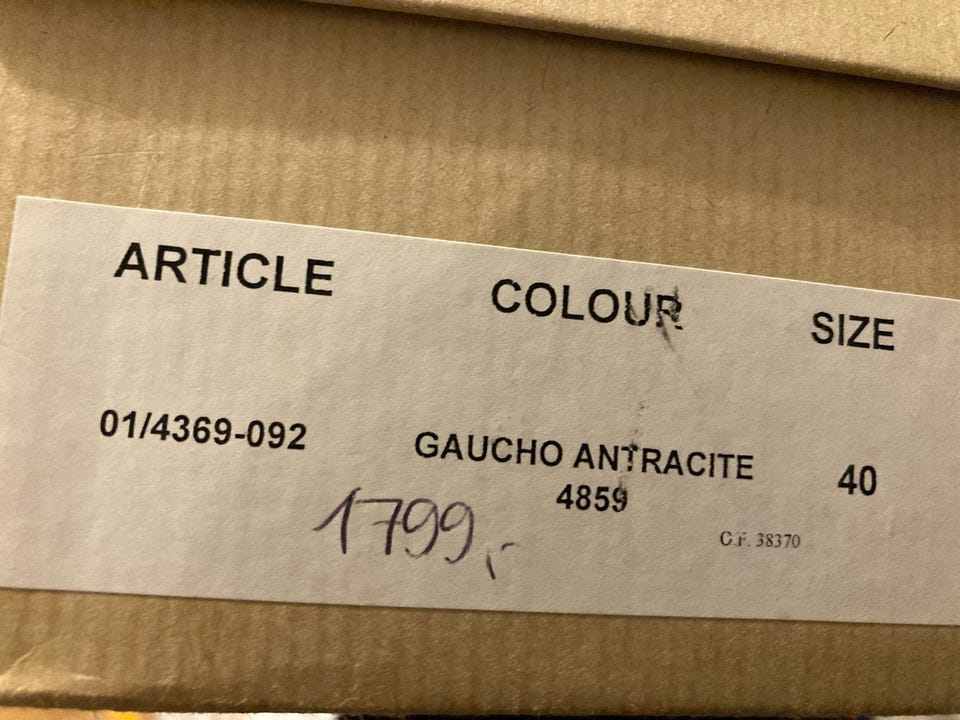 ARTICLE COLOUR SIZE
01/4369-092 GAUCHO ANTRACITE 40
4859
1799,-
C.F. 38370